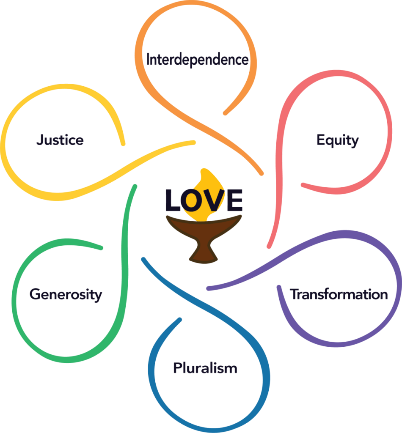 Interdependence
Justice
Equity
LOVE
Generosity
Transformation
Pluralism